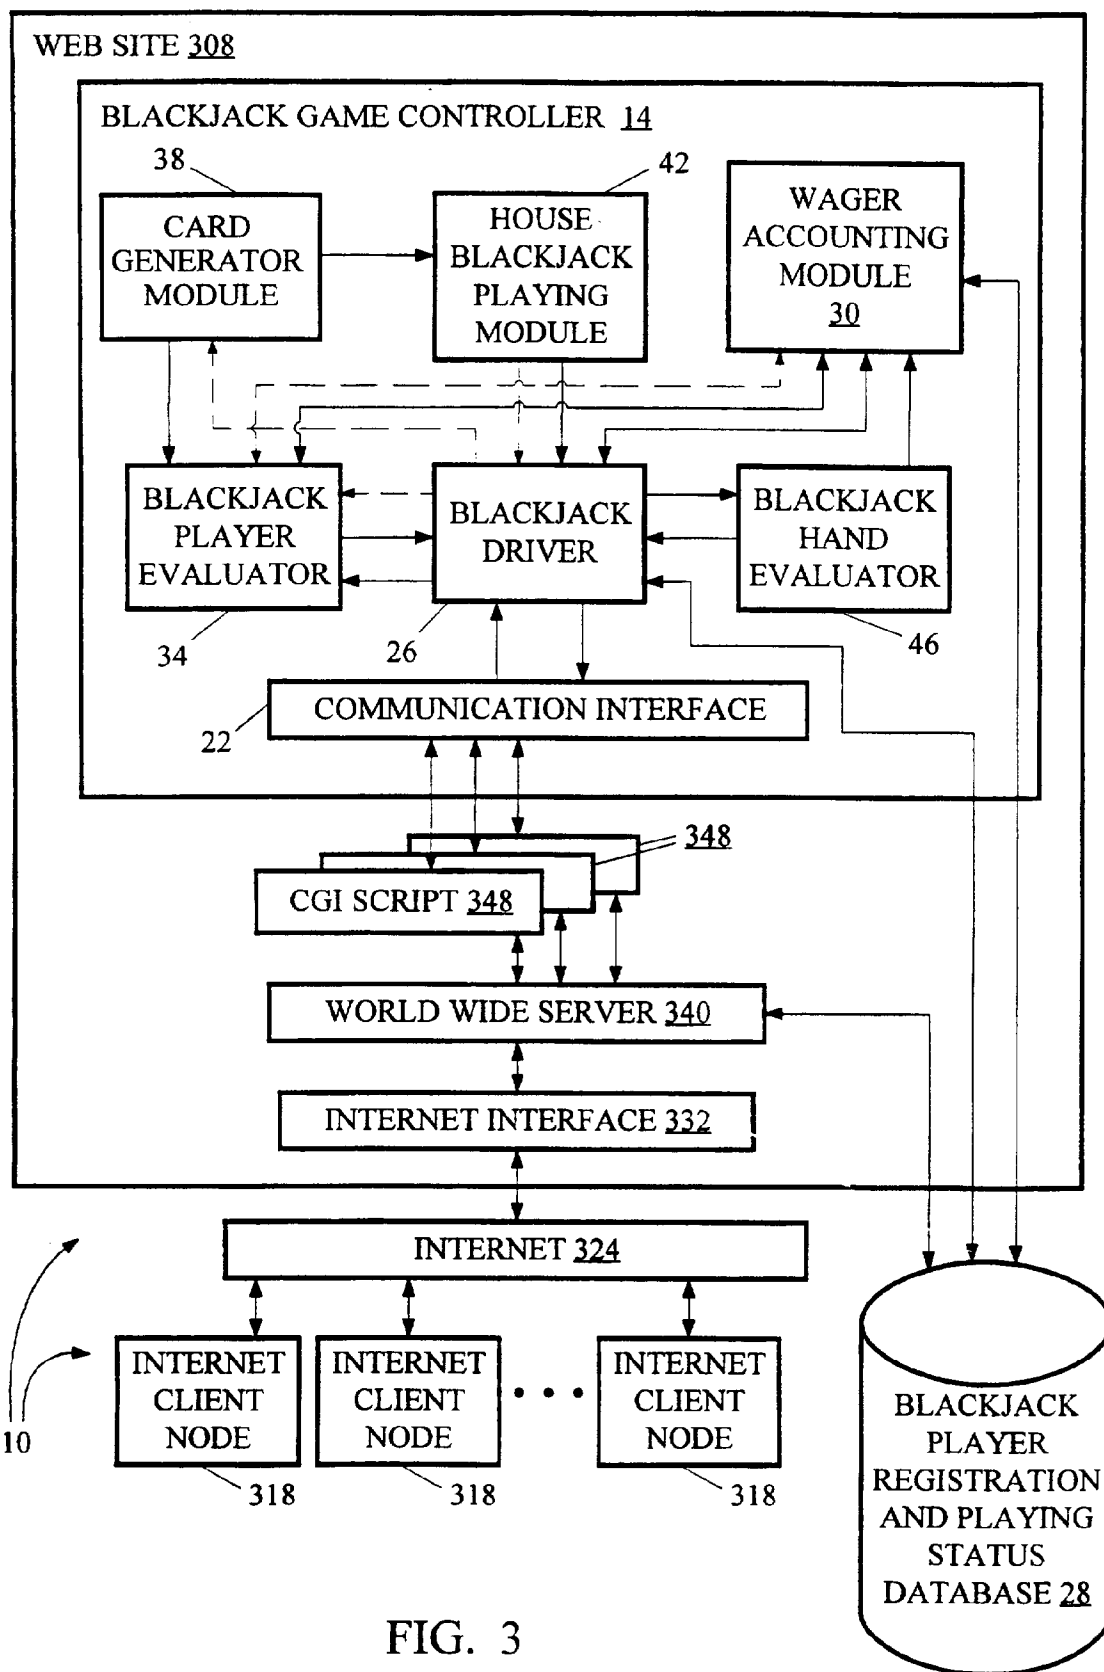 WEB SITE 308
BLACKJACK GAME CONTROLLER 14
38
42
CARD
GENERATOR
MODULE
HOUSE
BLACKJACK
PLAYING
MODULE
WAGER
ACCOUNTING
MODULE
30
BLACKJACK
PLAYER
EVALUATOR
BLACKJACK
DRIVER
BLACKJACK
HAND
EVALUATOR
34
26
46
COMMUNICATION INTERFACE
22
348
CGI SCRIPT 348
WORLD WIDE SERVER 340
INTERNET INTERFACE 332
INTERNET 324
INTERNET
CLIENT
NODE
INTERNET
CLIENT
NODE
INTERNET
CLIENT
NODE
10
318
318
318
BLACKJACK
PLAYER
REGISTRATION
AND PLAYING
STATUS
DATABASE 28
FIG. 3